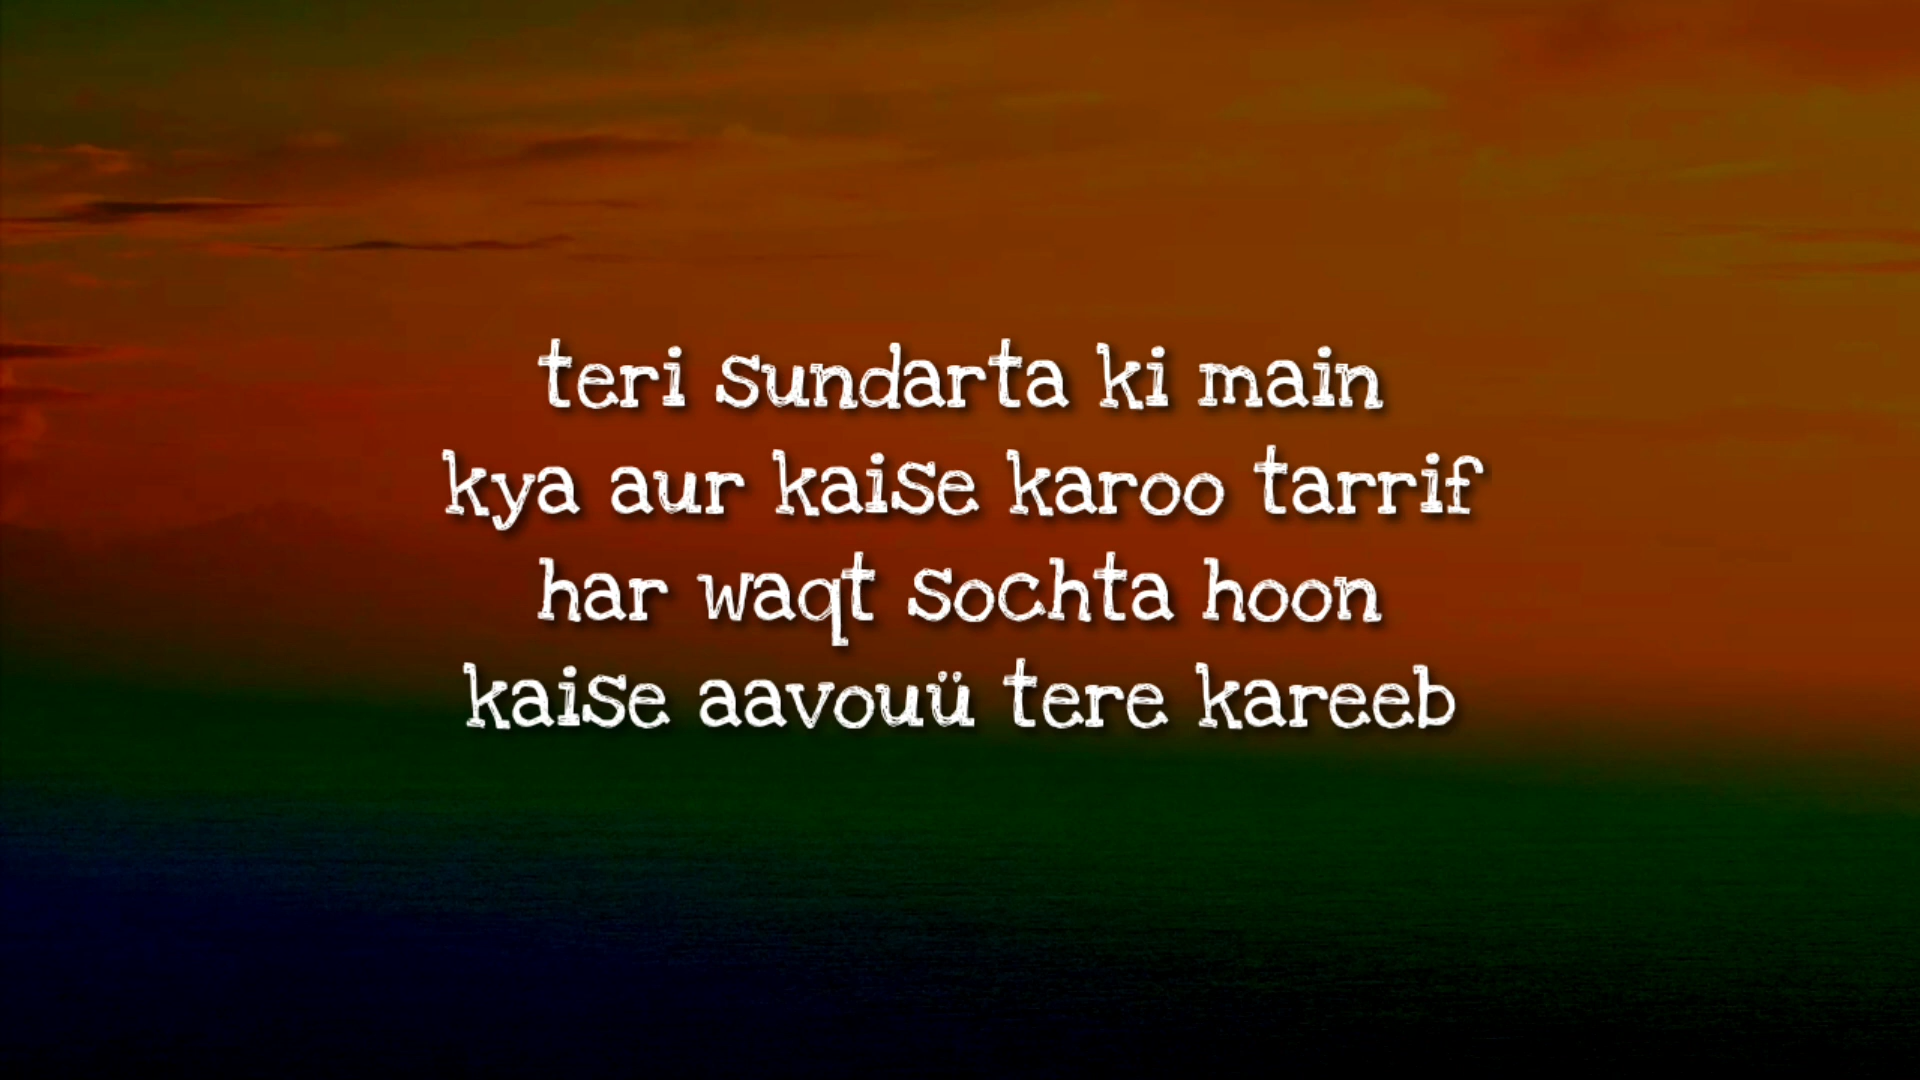 teri sundarta ki main
kya aur kaise karoo tarrif
har waqt sochta hoon
kaise aavouü tere kareeb